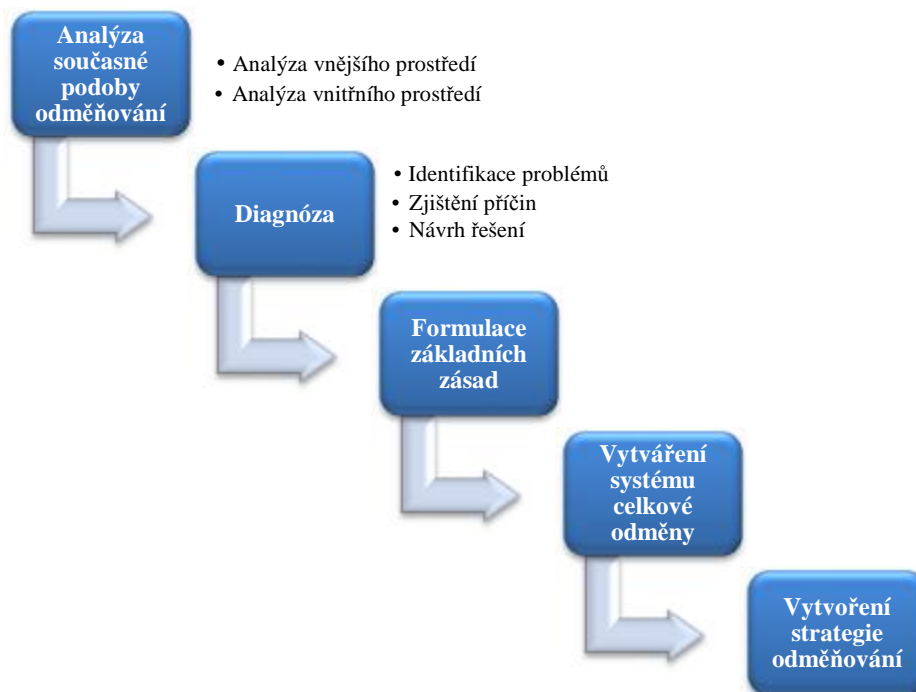 Analýza
současné
podoby
odměňování
• Analýza vnějšího prostředí
• Analýza vnitřního prostředí
Diagnóza
• Identifikace problémů
• Zjištění příčin
• Návrh řešení
Formulace
základních
zásad
Vytváření
systému
celkové
odměny
Vytvoření
strategie
odměňování